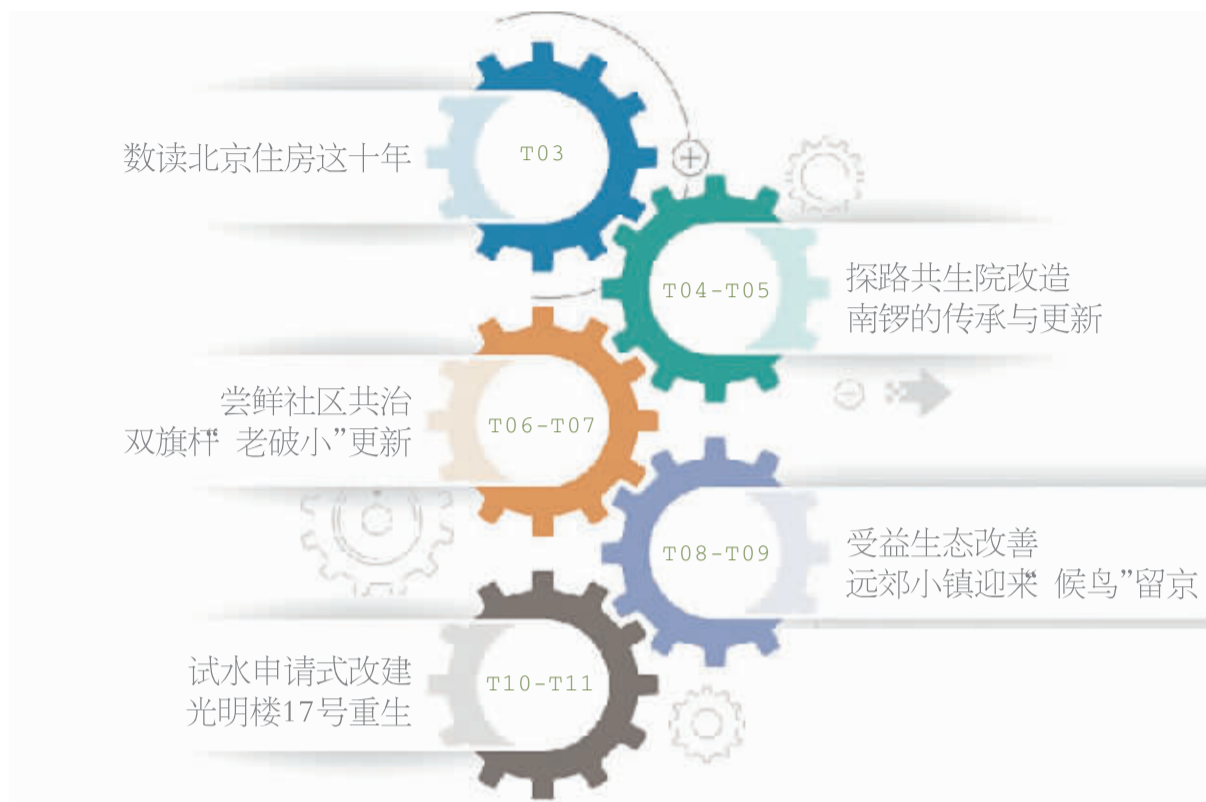 数读北京住房这十年
T03
T04-T05
探路共生院改造
南锣的传承与更新
尝鲜社区共治
双旗杆“老破小”更新
T06-T07
T08-T09
受益生态改善
远郊小镇迎来“候鸟”留京
试水申请式改建
光明楼17号重生
T10-T11